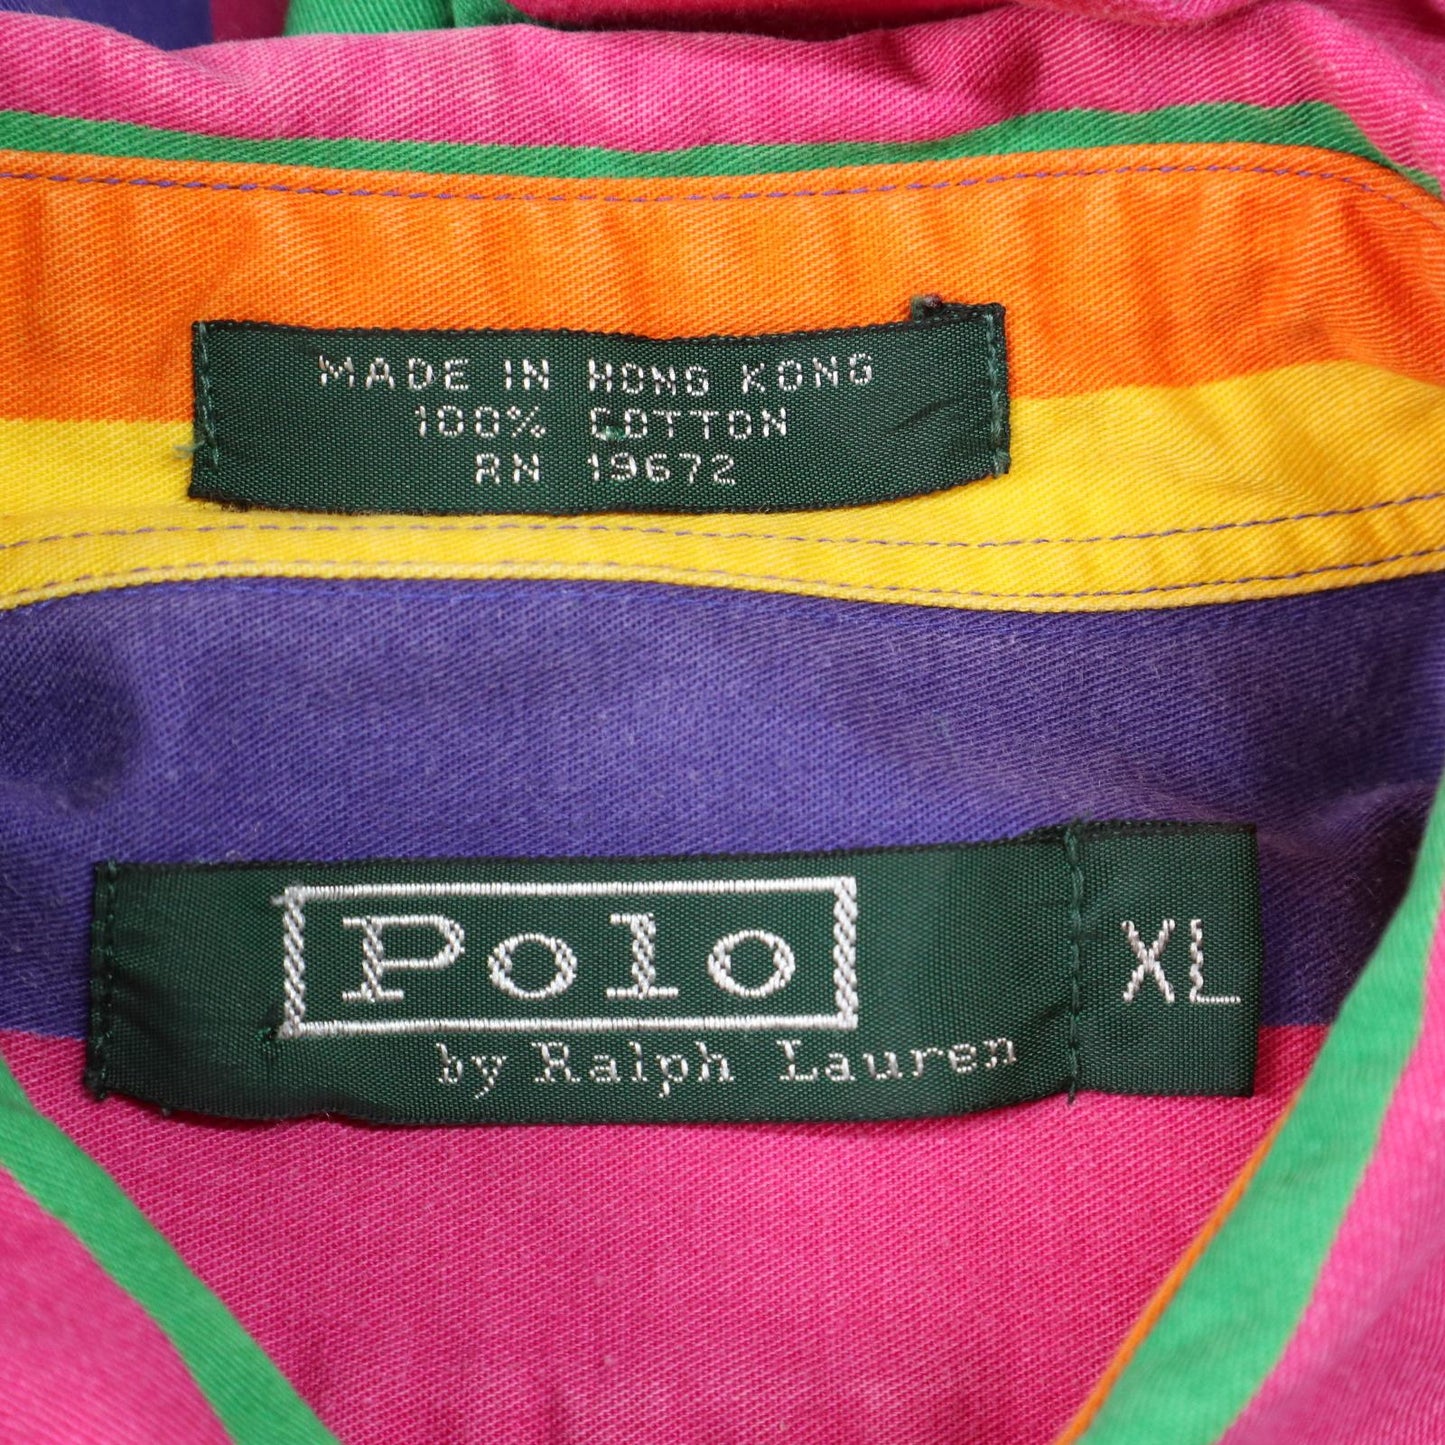 MADE IN HONG KONG
100% COTTON
RN 19672
Polo
by Ralph Lauren
XL